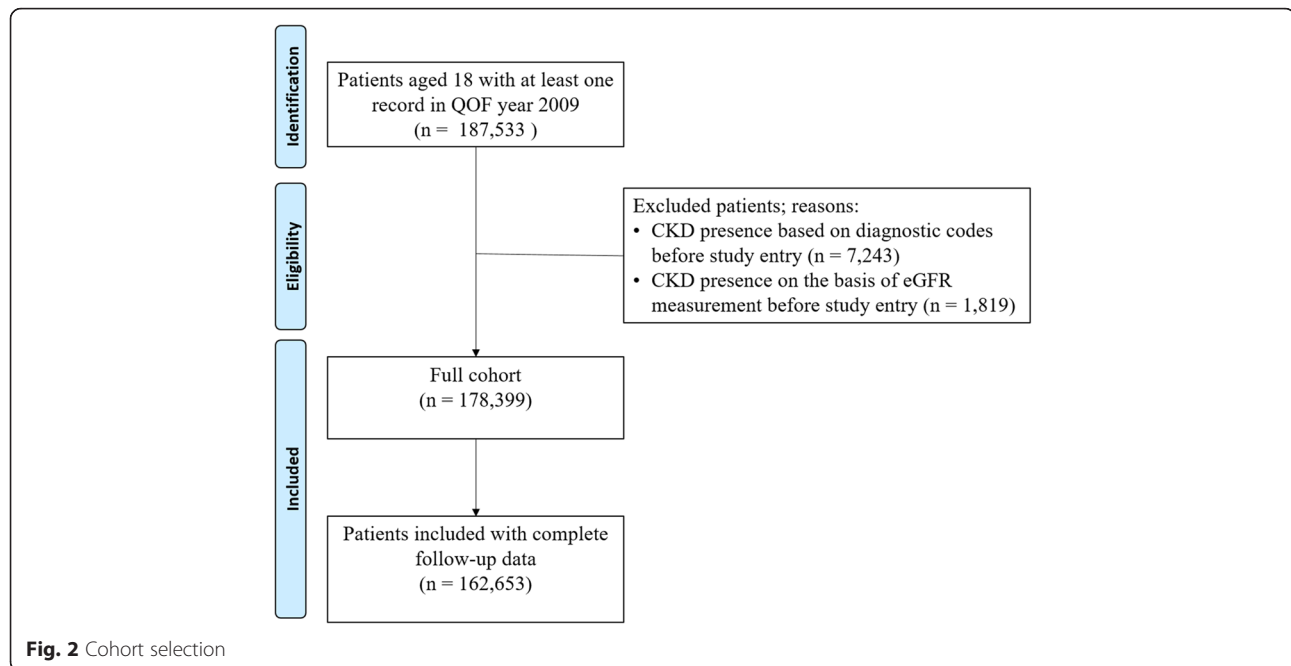 Identification
Patients aged 18 with at least one
record in QOF year 2009
(n =  187,533 )
Eligibility
Excluded patients; reasons:
• CKD presence based on diagnostic codes
before study entry (n = 7,243)
• CKD presence on the basis of eGFR
measurement before study entry (n = 1,819)
Included
Full cohort
(n = 178,399)
Patients included with complete
follow-up data
(n = 162,653)
Fig. 2 Cohort selection